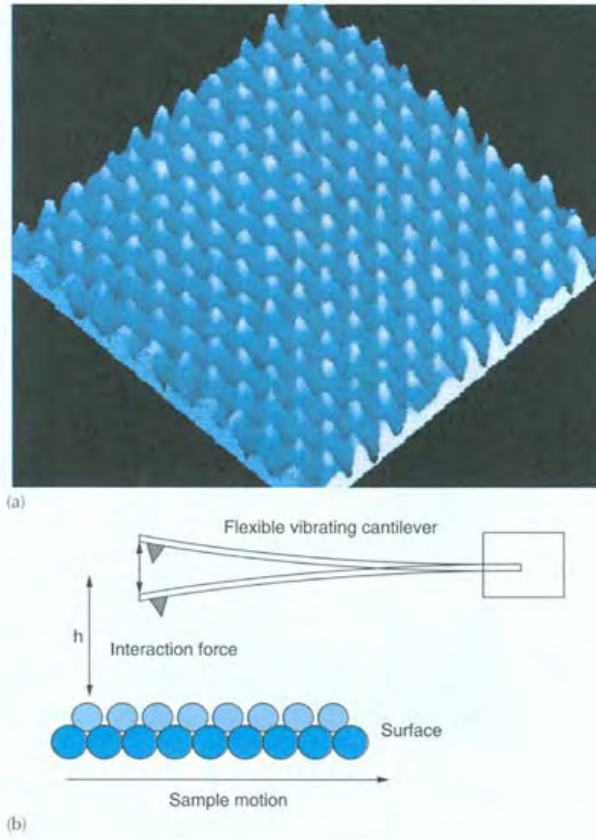 (a)
Flexible vibrating cantilever
h
Interaction force
Surface
Sample motion
(b)